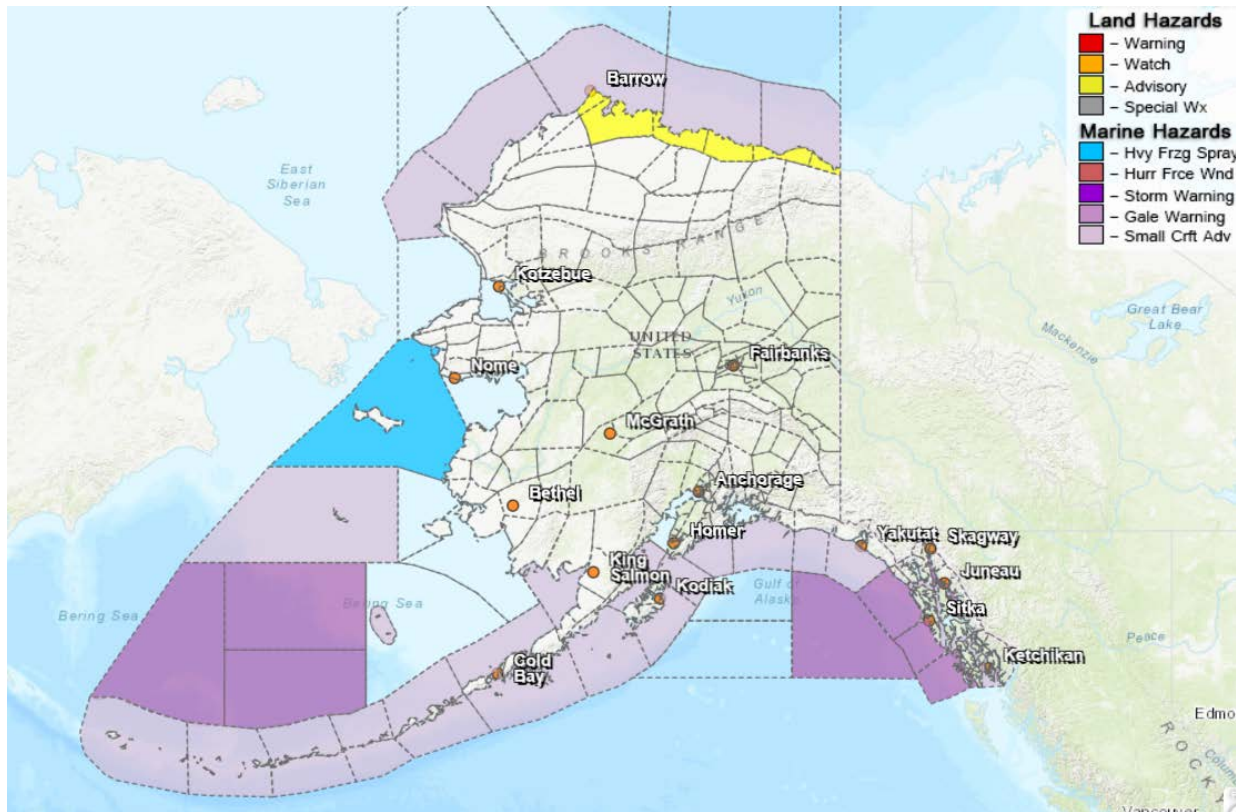 Land Hazards
– Warning
– Watch
– Advisory
– Special Wx
Marine Hazards
– Hvy Frzg Spray
– Hurr Frce Wnd
– Storm Warning
– Gale Warning
– Small Crft Adv
Barrow
East
Siberian
Sea
BROOKS RANGE
Kotzebue
Yukon
Great Bear
Lake
Mackenzie
UNITED
STATES
Fairbanks
Nome
McGrath
Anchorage
Bethel
Homer
Yakutat
Skagway
King
Salmon
Kodiak
Gulf of
Alaska
Juneau
Bering Sea
Bering Sea
Sitka
Peace
Gold
Bay
Ketchikan
Edmo
ROCKY
Columbia
Vancouver